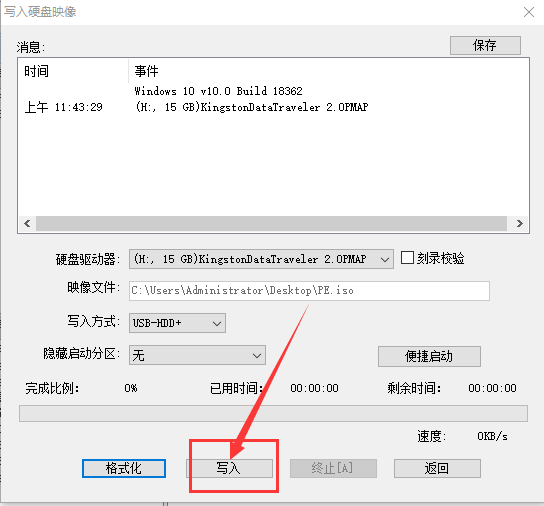 写入硬盘映像
消息:
保存
时间 事件
Windows 10 v10.0 Build 18362
上午 11:43:29 (H:, 15 GB)KingstonDataTraveler 2.0PMAP
硬盘驱动器: (H:, 15 GB)KingstonDataTraveler 2.0PMAP 刻录校验
映像文件: C:\Users\Administrator\Desktop\PE.iso
写入方式: USB-HDD+
隐藏启动分区: 无 便捷启动
完成比例: 0% 已用时间: 00:00:00 剩余时间: 00:00:00
速度: 0KB/s
格式化 写入 终止[A] 返回